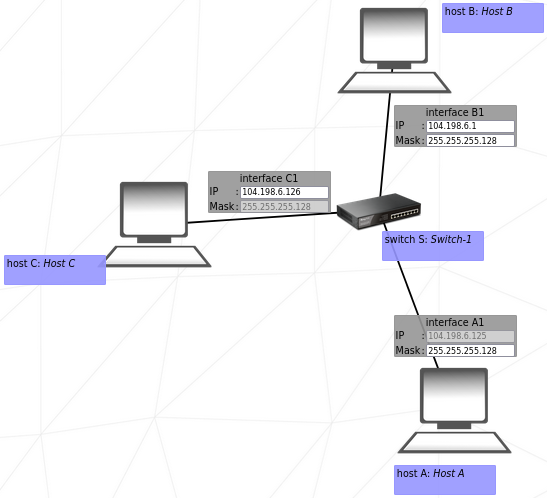 host B: Host B
interface B1
IP : 104.198.6.1
Mask: 255.255.255.128
interface C1
IP : 104.198.6.126
Mask: 255.255.255.128
switch S: Switch-1
host C: Host C
interface A1
IP : 104.198.6.125
Mask: 255.255.255.128
host A: Host A